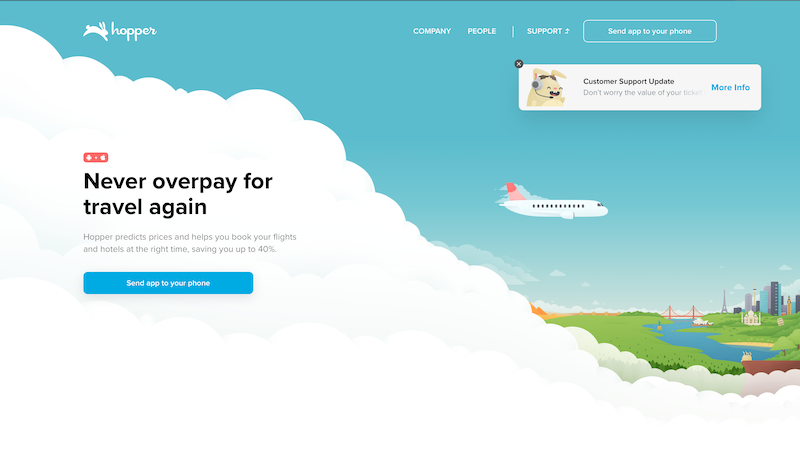 hopper
COMPANY
PEOPLE
SUPPORT
Send app to your phone
Customer Support Update
Don't worry the value of your ticket
More Info
Never overpay for
travel again
Hopper predicts prices and helps you book your flights
and hotels at the right time, saving you up to 40%.
Send app to your phone